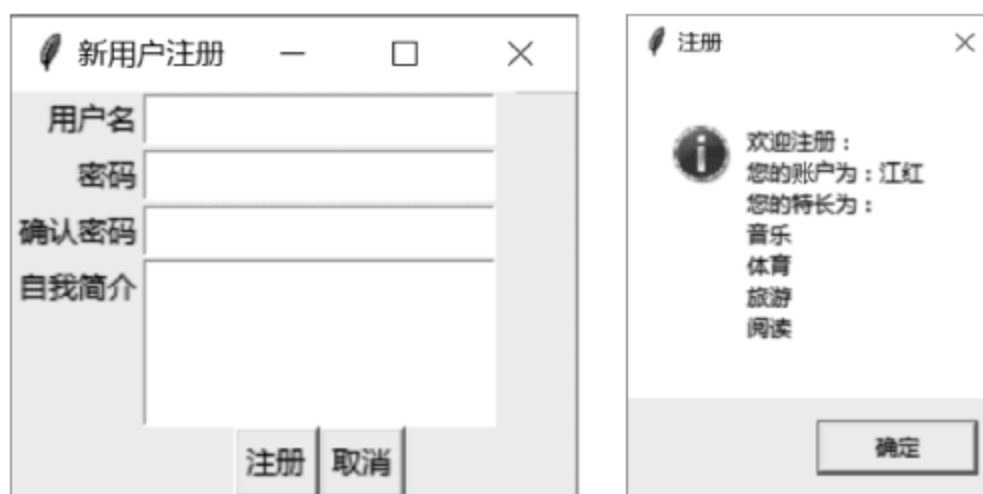 新用户注册
用户名
密码
确认密码
自我简介
注册 取消
注册
欢迎注册：
您的账户为：江红
您的特长为：
音乐
体育
旅游
阅读
确定